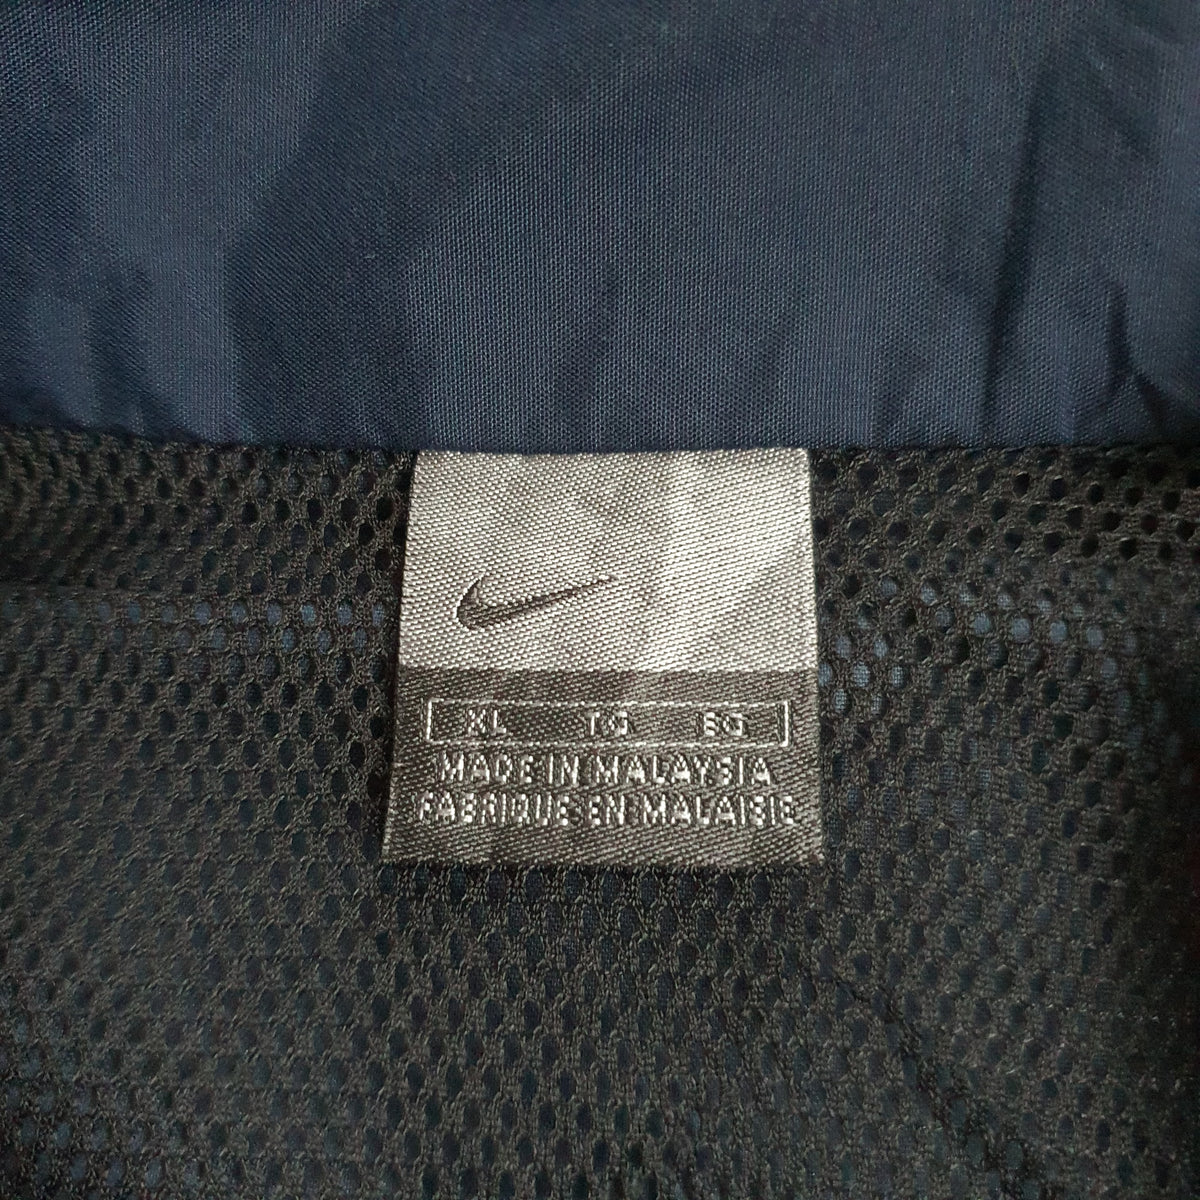 XL TG EG
MADE IN MALAYSIA
FABRIQUE EN MALAISIE